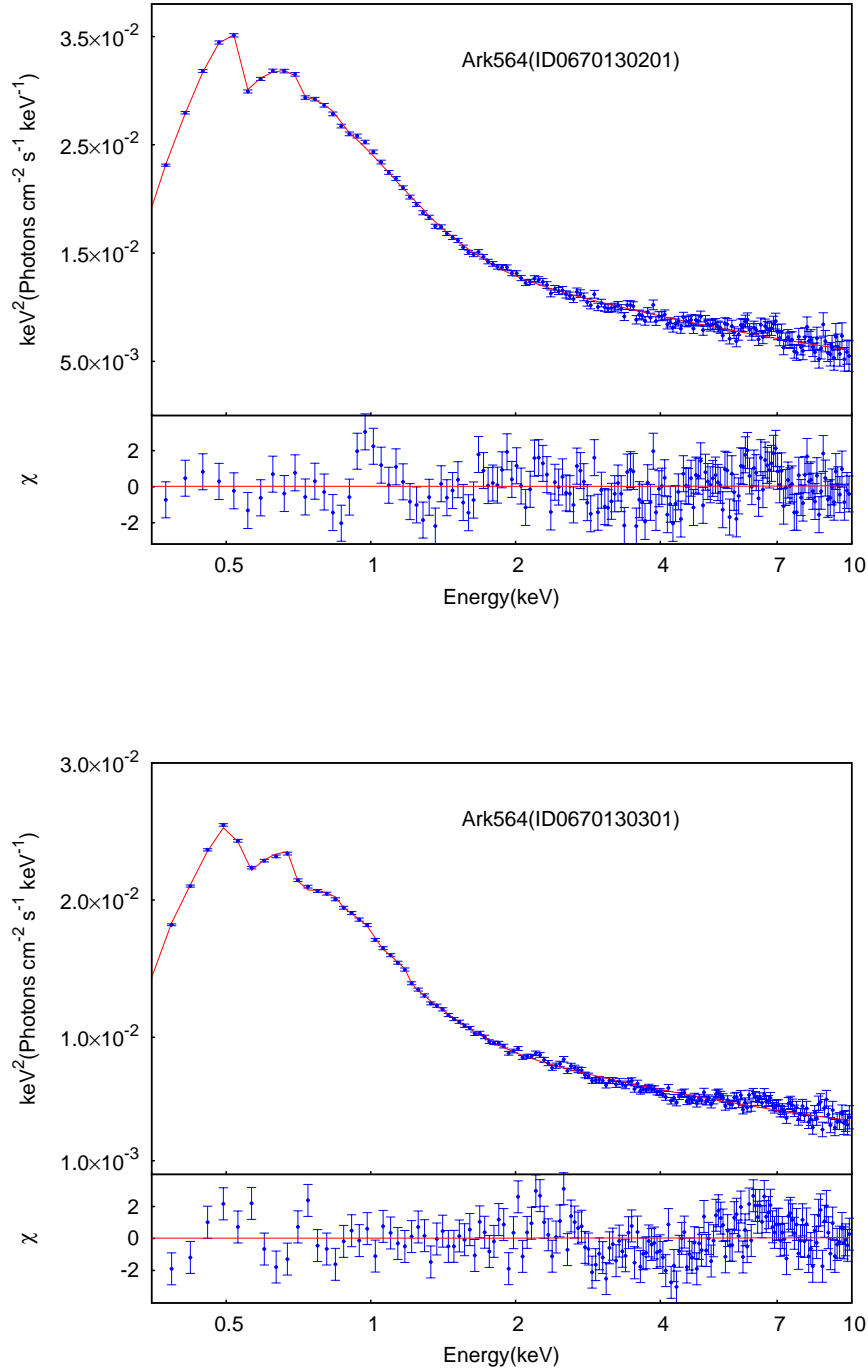 Ark564(ID0670130201)
keV²(Photons cm⁻² s⁻¹ keV⁻¹)
3.5×10⁻²
2.5×10⁻²
1.5×10⁻²
5.0×10⁻³
χ
2
0
-2
0.5 1 2 4 7 10
Energy(keV)
Ark564(ID0670130301)
keV²(Photons cm⁻² s⁻¹ keV⁻¹)
3.0×10⁻²
2.0×10⁻²
1.0×10⁻²
1.0×10⁻³
χ
2
0
-2
0.5 1 2 4 7 10
Energy(keV)